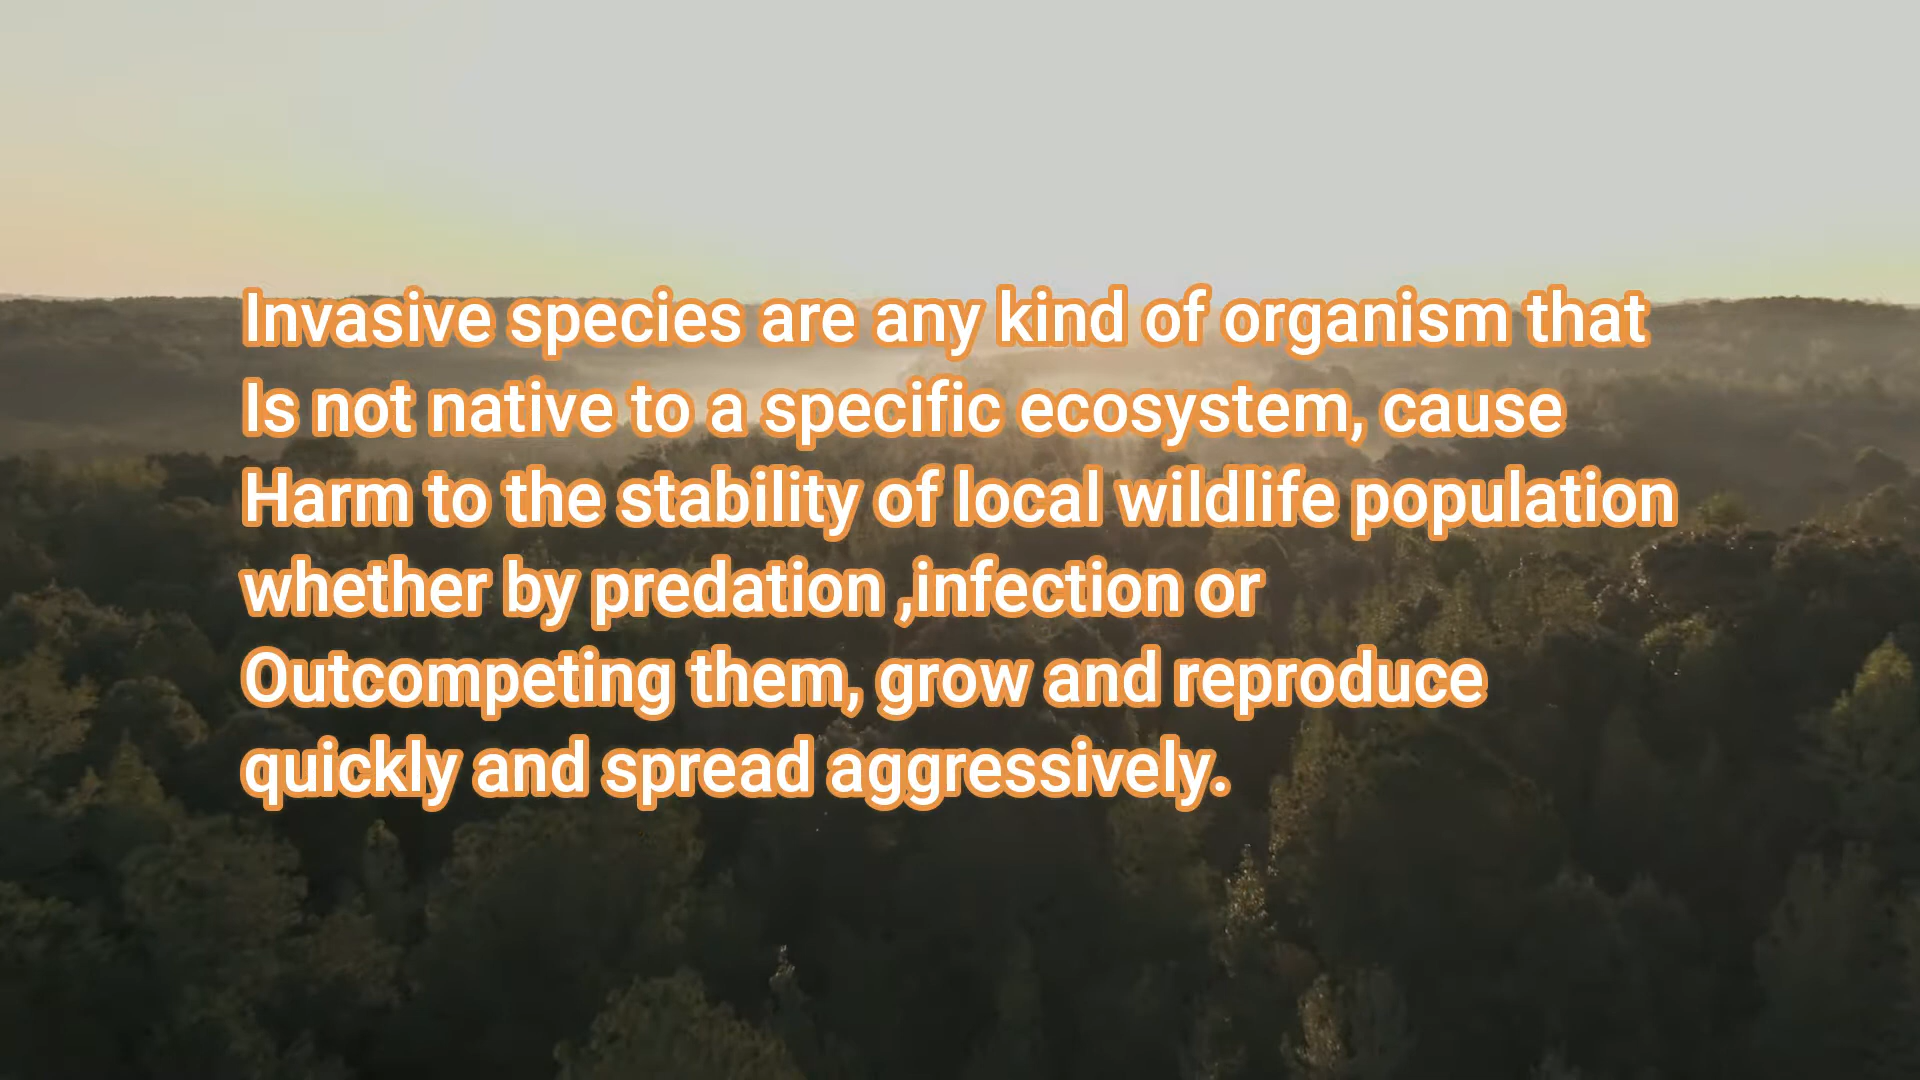 Invasive species are any kind of organism that
Is not native to a specific ecosystem, cause
Harm to the stability of local wildlife population
whether by predation ,infection or
Outcompeting them, grow and reproduce
quickly and spread aggressively.